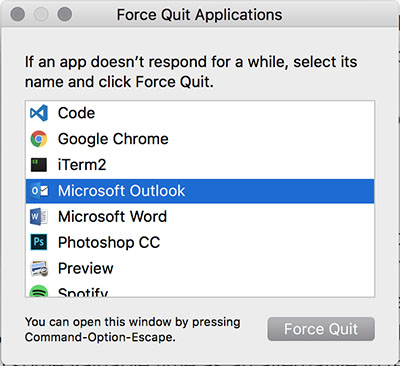 Force Quit Applications
If an app doesn't respond for a while, select its
name and click Force Quit.
Code
Google Chrome
iTerm2
Microsoft Outlook
Microsoft Word
Photoshop CC
Preview
Spotify
You can open this window by pressing
Command-Option-Escape.
Force Quit